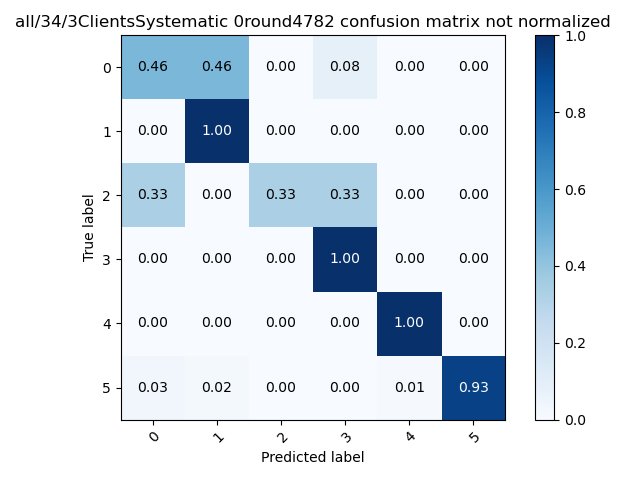 all/34/3ClientsSystematic 0round4782 confusion matrix not normalized
0 0.46 0.46 0.00 0.08 0.00 0.00
1 0.00 1.00 0.00 0.00 0.00 0.00
2 0.33 0.00 0.33 0.33 0.00 0.00
3 0.00 0.00 0.00 1.00 0.00 0.00
4 0.00 0.00 0.00 0.00 1.00 0.00
5 0.03 0.02 0.00 0.00 0.01 0.93
0 1 2 3 4 5
True label
Predicted label
1.0
0.8
0.6
0.4
0.2
0.0